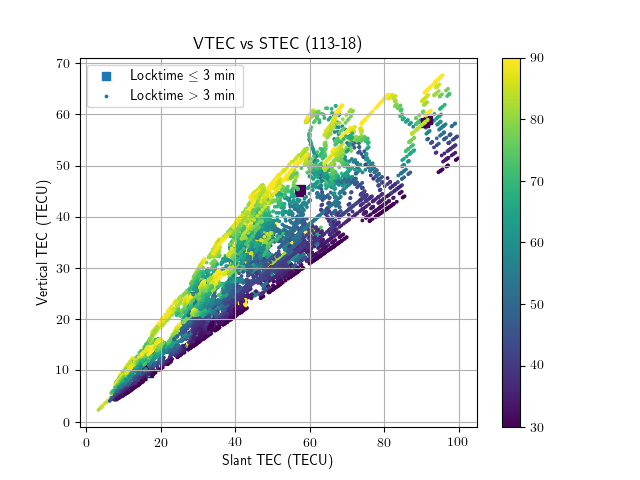 VTEC vs STEC (113-18)
Locktime ≤ 3 min
Locktime > 3 min
Vertical TEC (TECU)
70
60
50
40
30
20
10
0
0 20 40 60 80 100
Slant TEC (TECU)
90
80
70
60
50
40
30